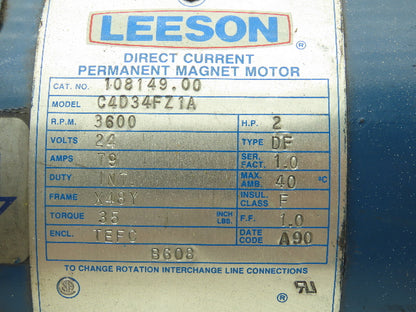 LEESON ®
DIRECT CURRENT
PERMANENT MAGNET MOTOR
CAT. NO. 108149.00
MODEL C4D34FZ1A
R.P.M. 3600 H.P. 2
VOLTS 24 TYPE DF
AMPS 79 SER. FACT. 1.0
DUTY INT. MAX. AMB. 40 °C
FRAME X48Y INSUL. CLASS F
TORQUE 35 INCH LBS. F.F. 1.0
ENCL. TEFC DATE CODE A90
B608
TO CHANGE ROTATION INTERCHANGE LINE CONNECTIONS
®